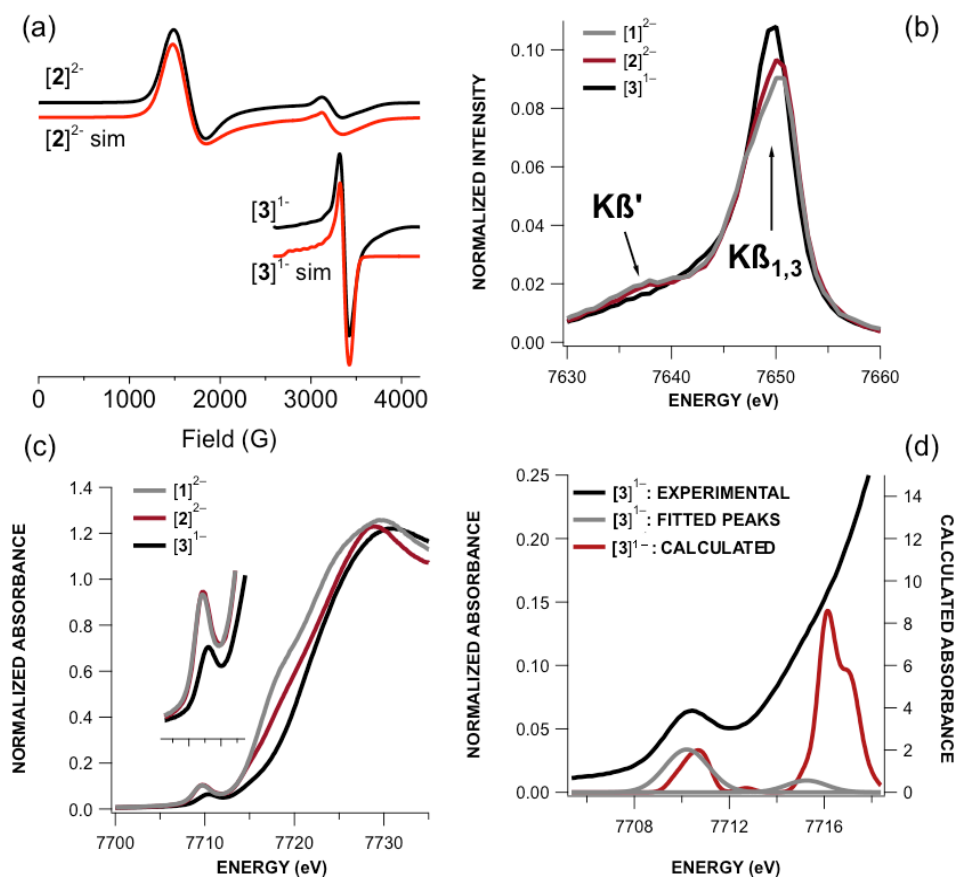 (a)
[2]²⁻
[2]²⁻ sim
[3]¹⁻
[3]¹⁻ sim
0 1000 2000 3000 4000
Field (G)
(b)
[1]²⁻
[2]²⁻
[3]¹⁻
NORMALIZED INTENSITY
0.10
0.08
0.06
0.04
0.02
0.00
Kß'
Kß₁,₃
7630 7640 7650 7660
ENERGY (eV)
(c)
[1]²⁻
[2]²⁻
[3]¹⁻
NORMALIZED ABSORBANCE
1.4
1.2
1.0
0.8
0.6
0.4
0.2
0.0
7700 7710 7720 7730
ENERGY (eV)
(d)
[3]¹⁻: EXPERIMENTAL
[3]¹⁻: FITTED PEAKS
[3]¹⁻: CALCULATED
NORMALIZED ABSORBANCE
0.25
0.20
0.15
0.10
0.05
0.00
14
12
10
8
6
4
2
0
CALCULATED ABSORBANCE
7708 7712 7716
ENERGY (eV)